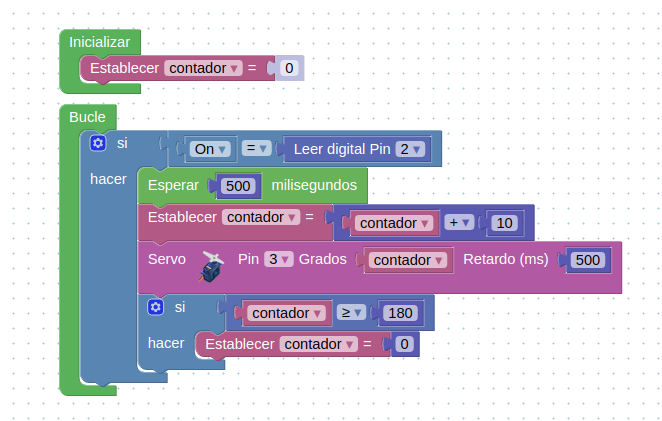 Inicializar
Establecer contador = 0
Bucle
si On = Leer digital Pin 2
hacer
Esperar 500 milisegundos
Establecer contador = contador + 10
Servo Pin 3 Grados contador Retardo (ms) 500
si contador ≥ 180
hacer Establecer contador = 0